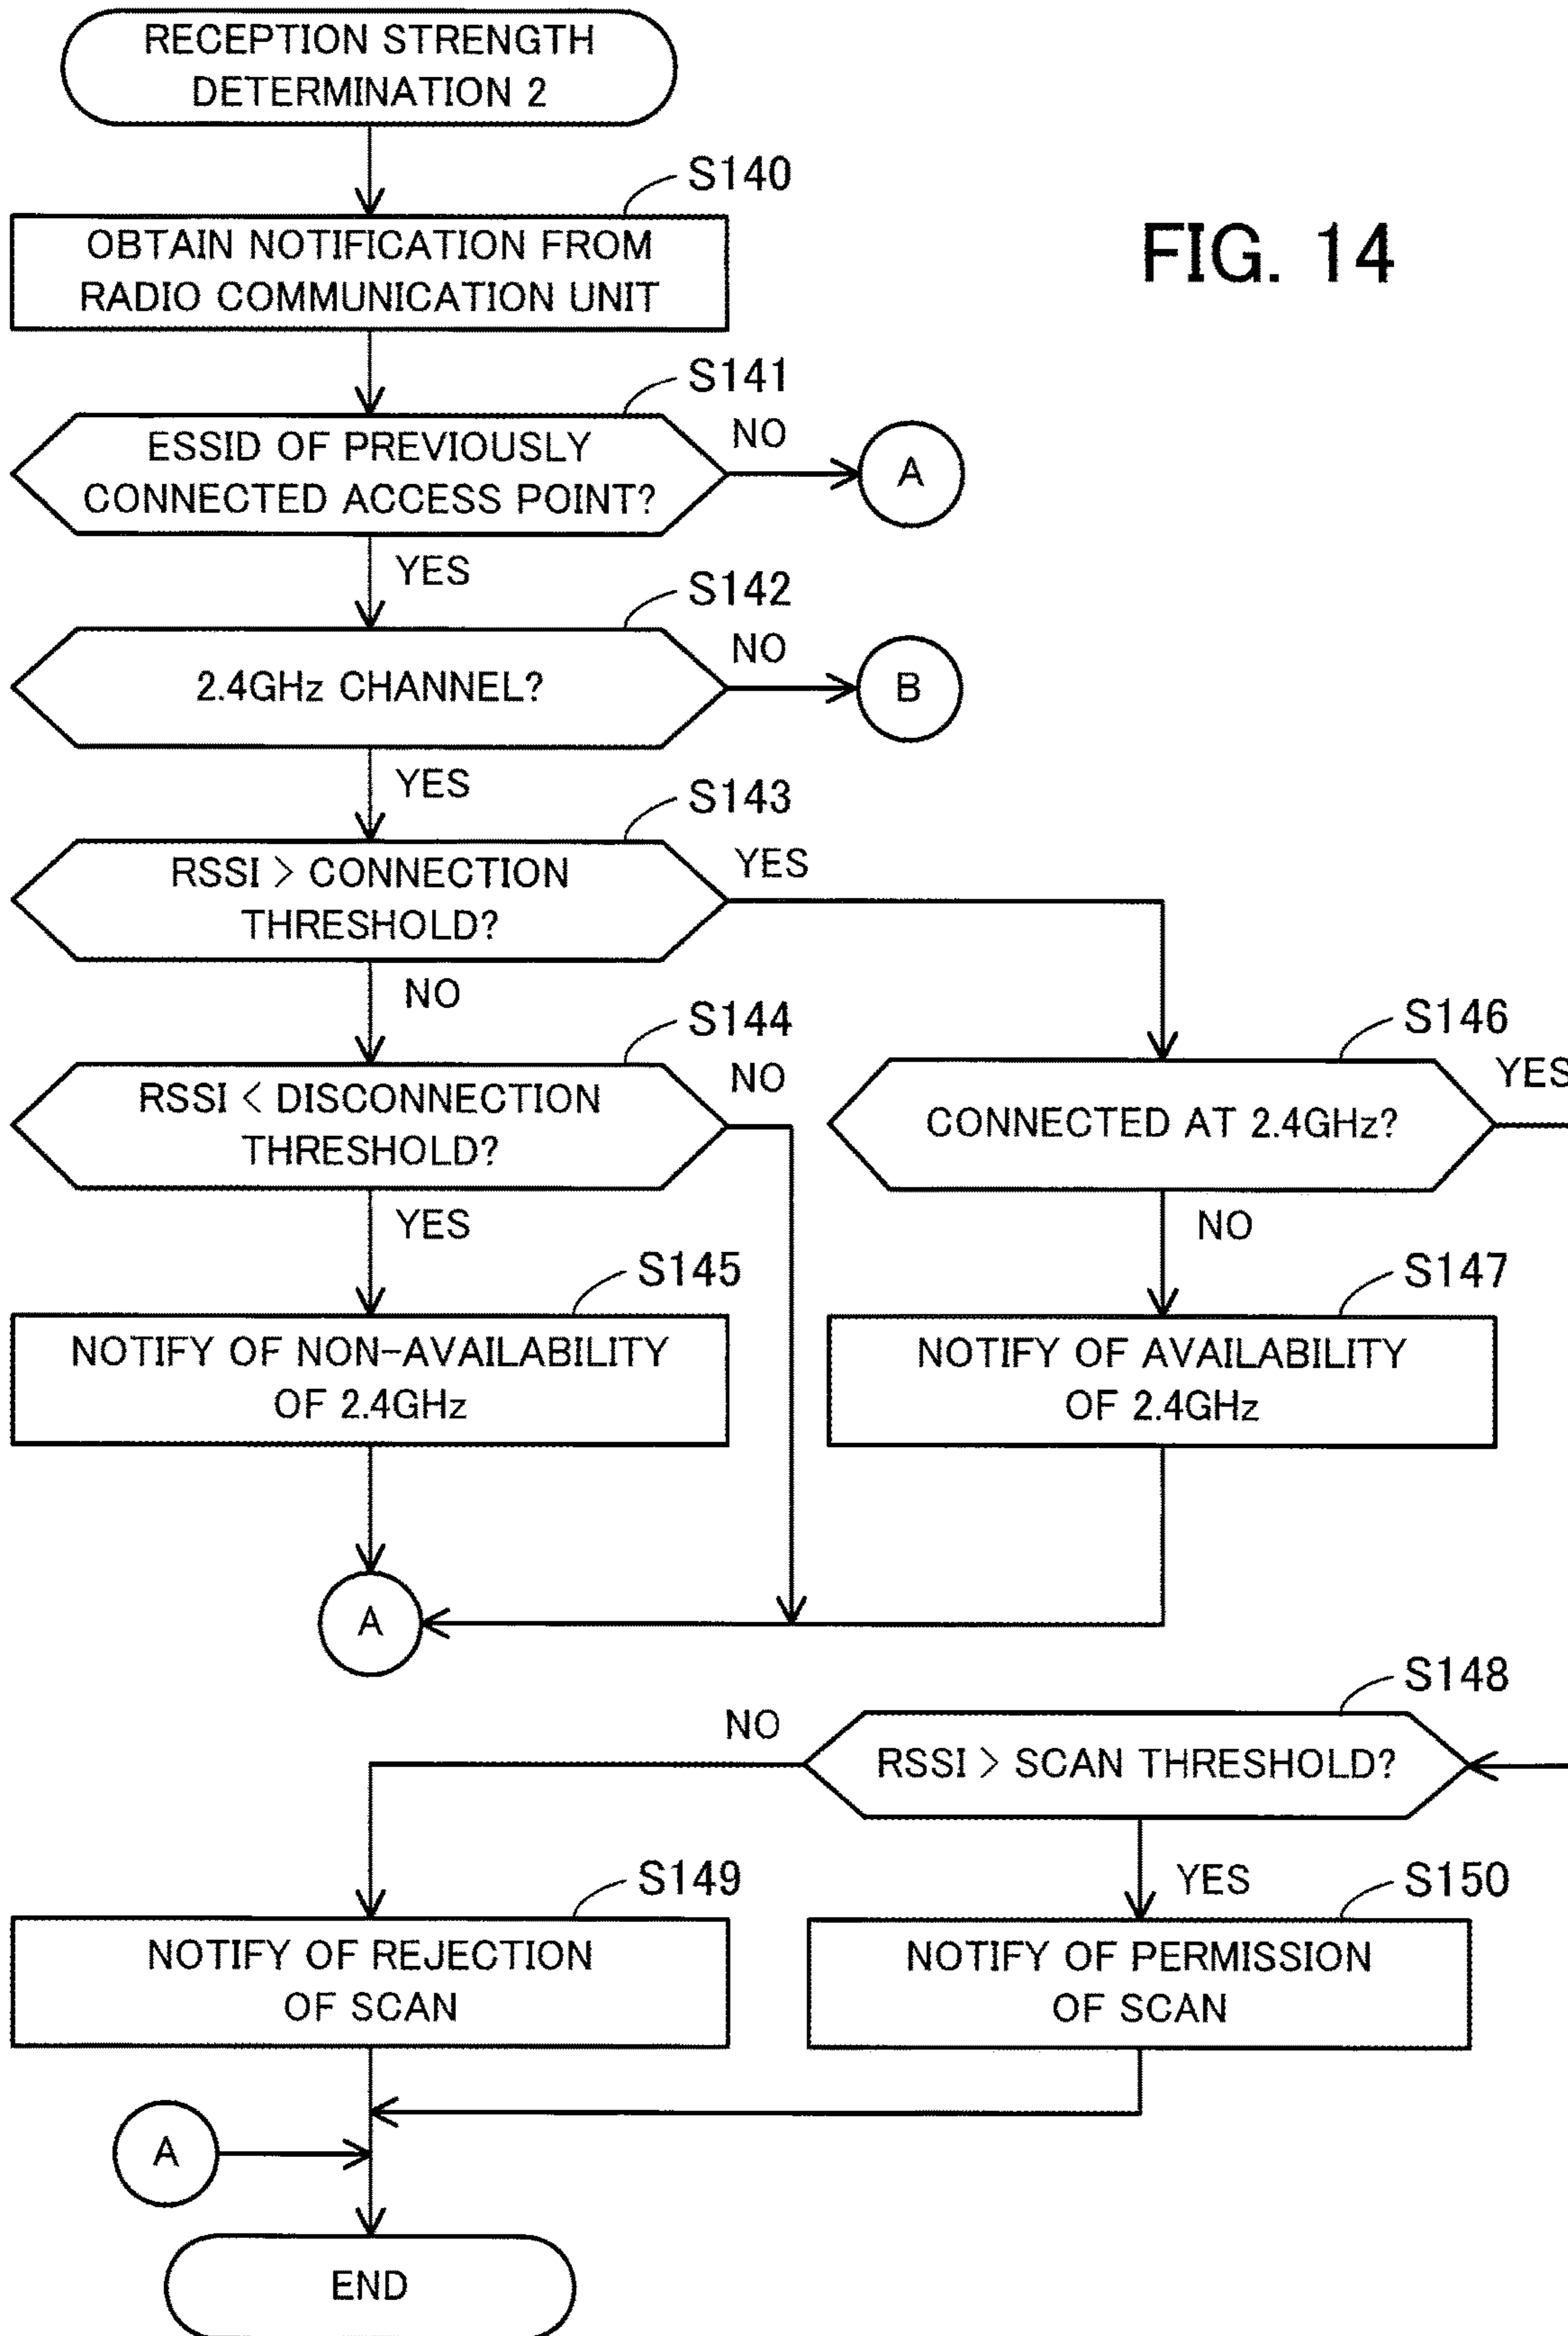 RECEPTION STRENGTH
DETERMINATION 2
S140
OBTAIN NOTIFICATION FROM
RADIO COMMUNICATION UNIT
FIG. 14
S141
ESSID OF PREVIOUSLY
CONNECTED ACCESS POINT?
NO
A
YES
S142
2.4GHz CHANNEL?
NO
B
YES
S143
RSSI > CONNECTION
THRESHOLD?
YES
NO
S144
RSSI < DISCONNECTION
THRESHOLD?
NO
S146
CONNECTED AT 2.4GHz?
YES
YES
NO
S145
NOTIFY OF NON-AVAILABILITY
OF 2.4GHz
S147
NOTIFY OF AVAILABILITY
OF 2.4GHz
A
S148
RSSI > SCAN THRESHOLD?
NO
YES
S149
NOTIFY OF REJECTION
OF SCAN
S150
NOTIFY OF PERMISSION
OF SCAN
A
END